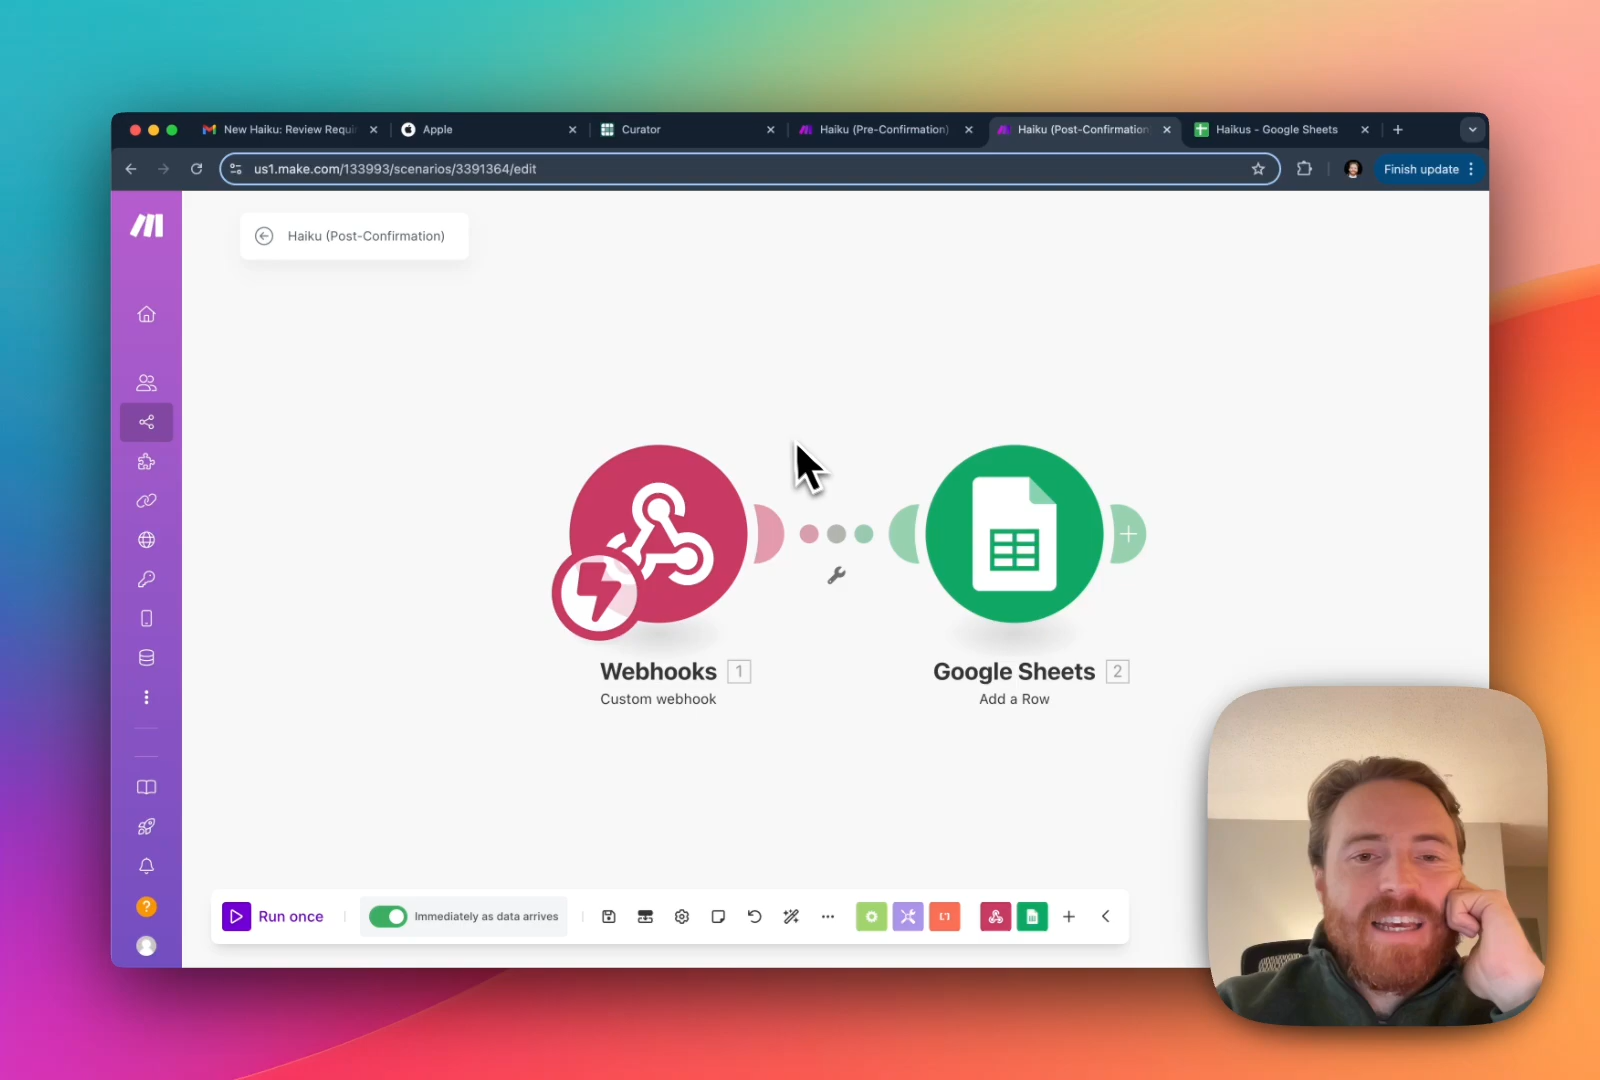 New Haiku: Review Requi
Apple
Curator
Haiku (Pre-Confirmation)
Haiku (Post-Confirmation
Haikus - Google Sheets
us1.make.com/133993/scenarios/3391364/edit
Finish update
Haiku (Post-Confirmation)
Webhooks 1
Custom webhook
Google Sheets 2
Add a Row
Run once
Immediately as data arrives